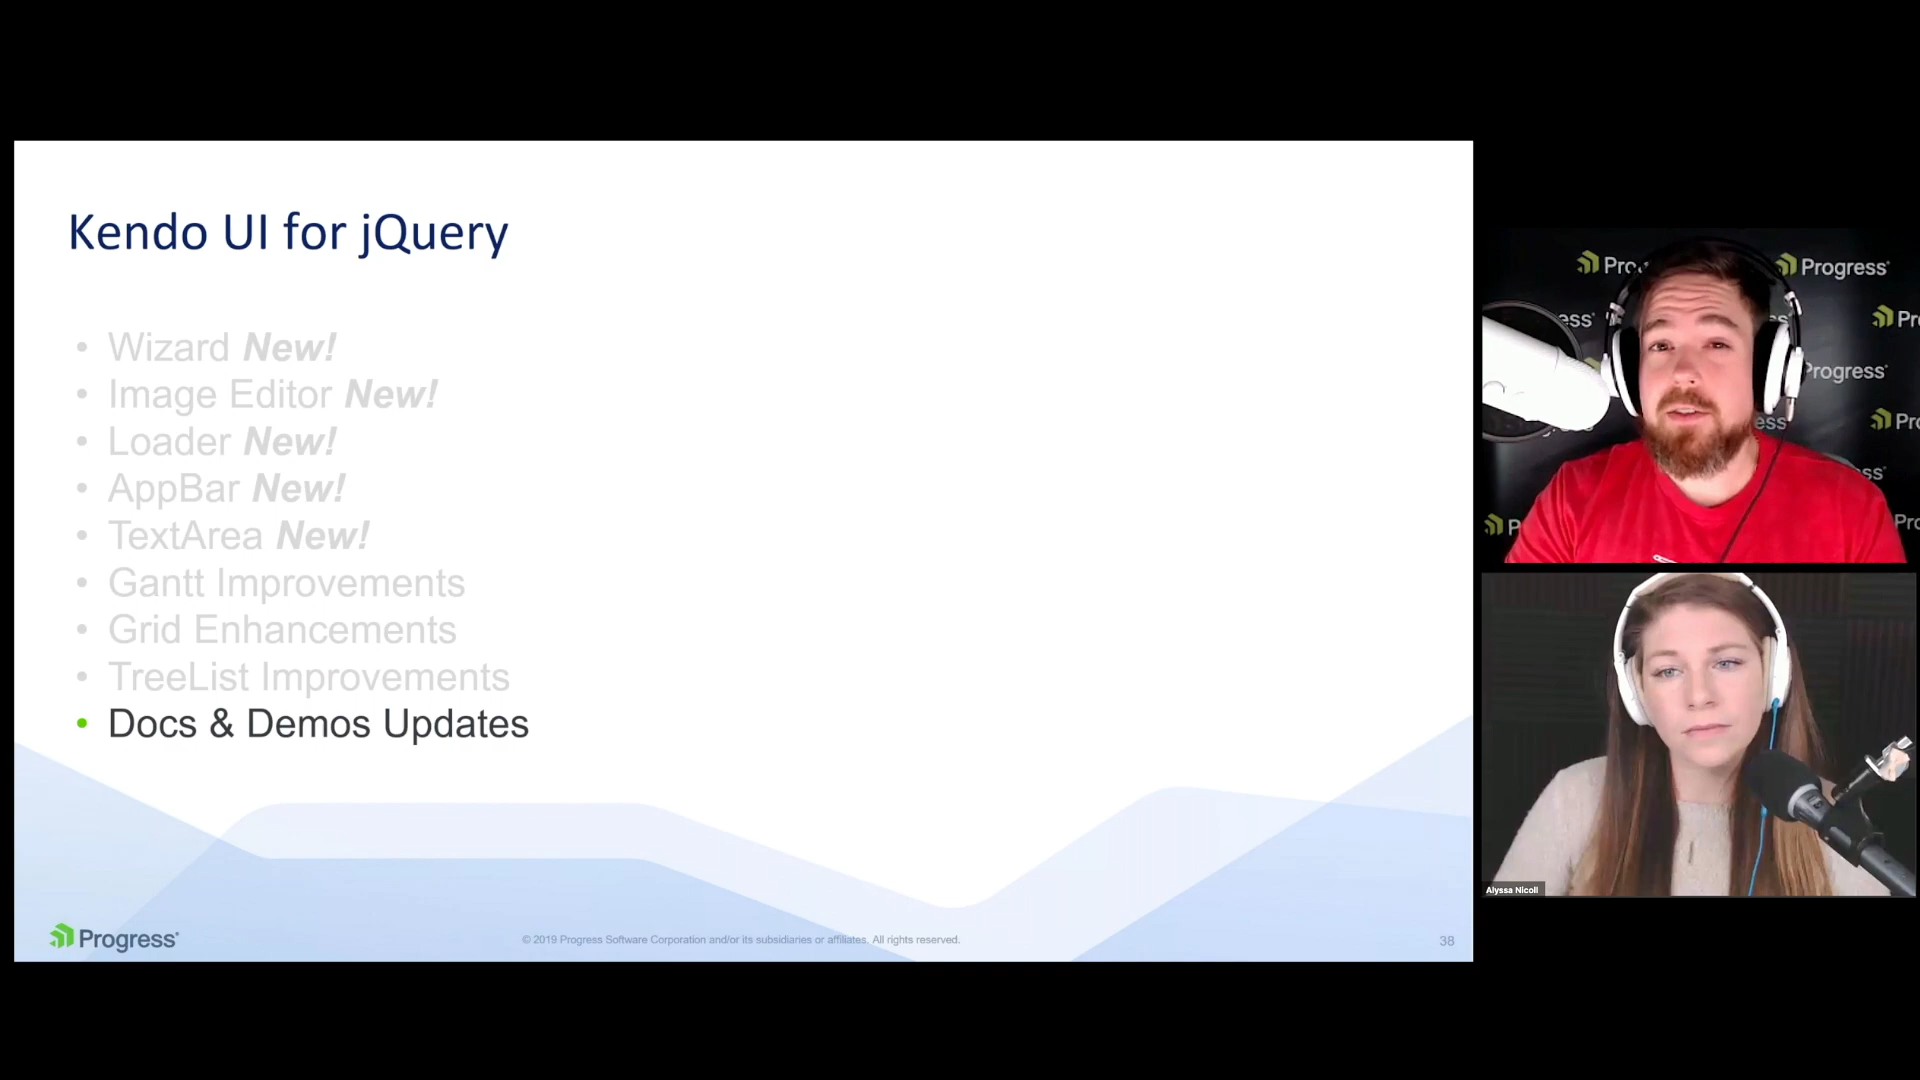 Kendo UI for jQuery
• Wizard New!
• Image Editor New!
• Loader New!
• AppBar New!
• TextArea New!
• Gantt Improvements
• Grid Enhancements
• TreeList Improvements
• Docs & Demos Updates
Progress
© 2019 Progress Software Corporation and/or its subsidiaries or affiliates. All rights reserved.
38
Progress
Progress
Alyssa Nicoll